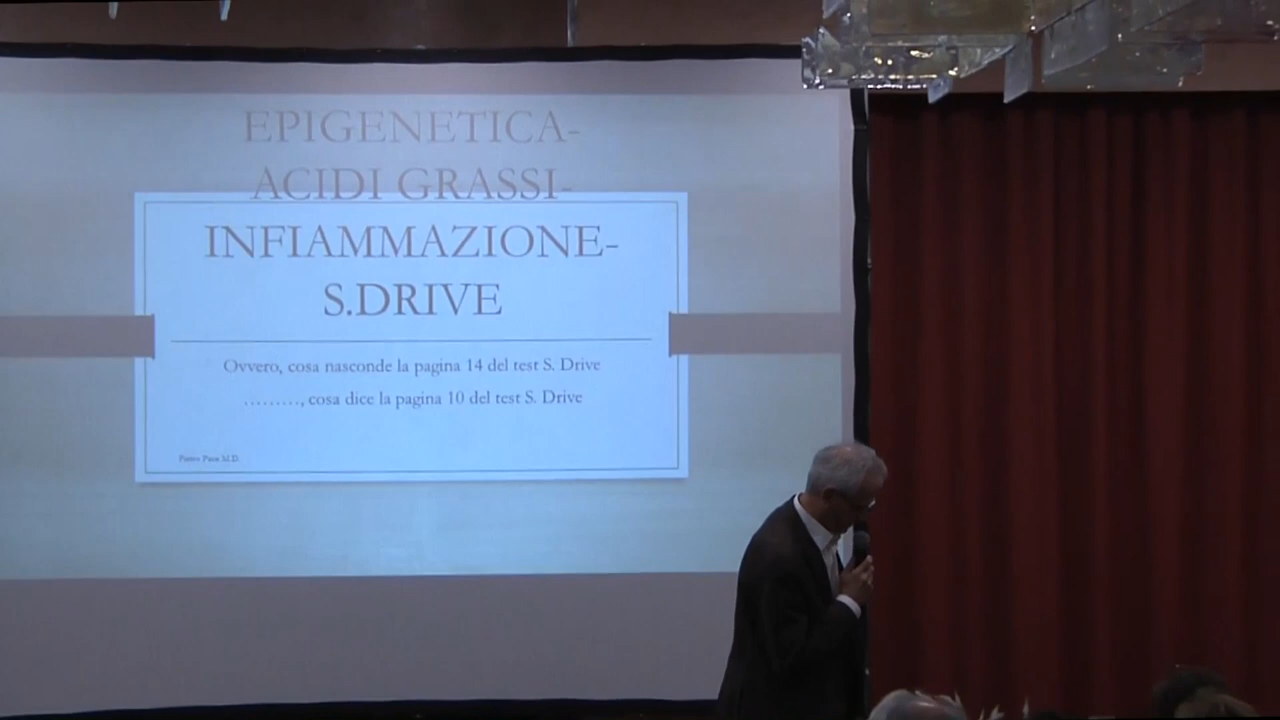 EPIGENETICA-
ACIDI GRASSI-
INFIAMMAZIONE-
S.DRIVE
Ovvero, cosa nasconde la pagina 14 del test S. Drive
........., cosa dice la pagina 10 del test S. Drive
M.D.